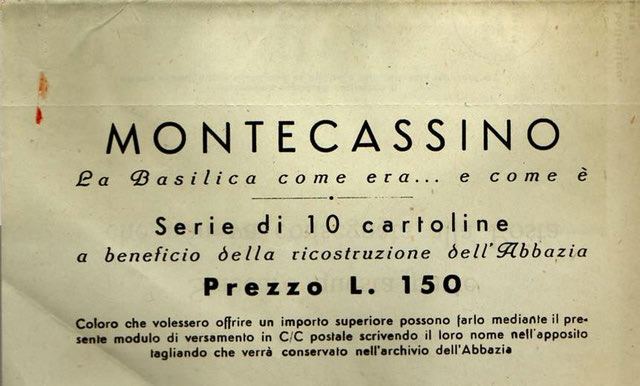 MONTECASSINO
La Basilica come era... e come è
Serie di 10 cartoline
a beneficio della ricostruzione dell'Abbazia
Prezzo L. 150
Coloro che volessero offrire un importo superiore possono farlo mediante il pre-
sente modulo di versamento in C/C postale scrivendo il loro nome nell'apposito
tagliando che verrà conservato nell'archivio dell'Abbazia